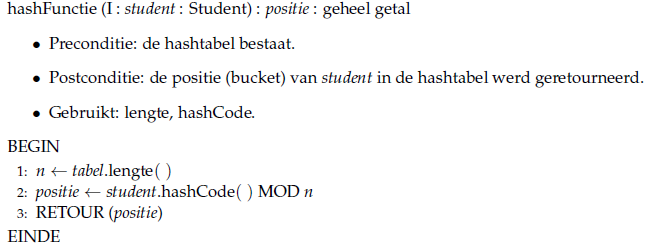 hashFunctie (I : student : Student) : positie : geheel getal
• Preconditie: de hashtabel bestaat.
• Postconditie: de positie (bucket) van student in de hashtabel werd geretourneerd.
• Gebruikt: lengte, hashCode.
BEGIN
1: n ← tabel.lengte( )
2: positie ← student.hashCode( ) MOD n
3: RETOUR (positie)
EINDE